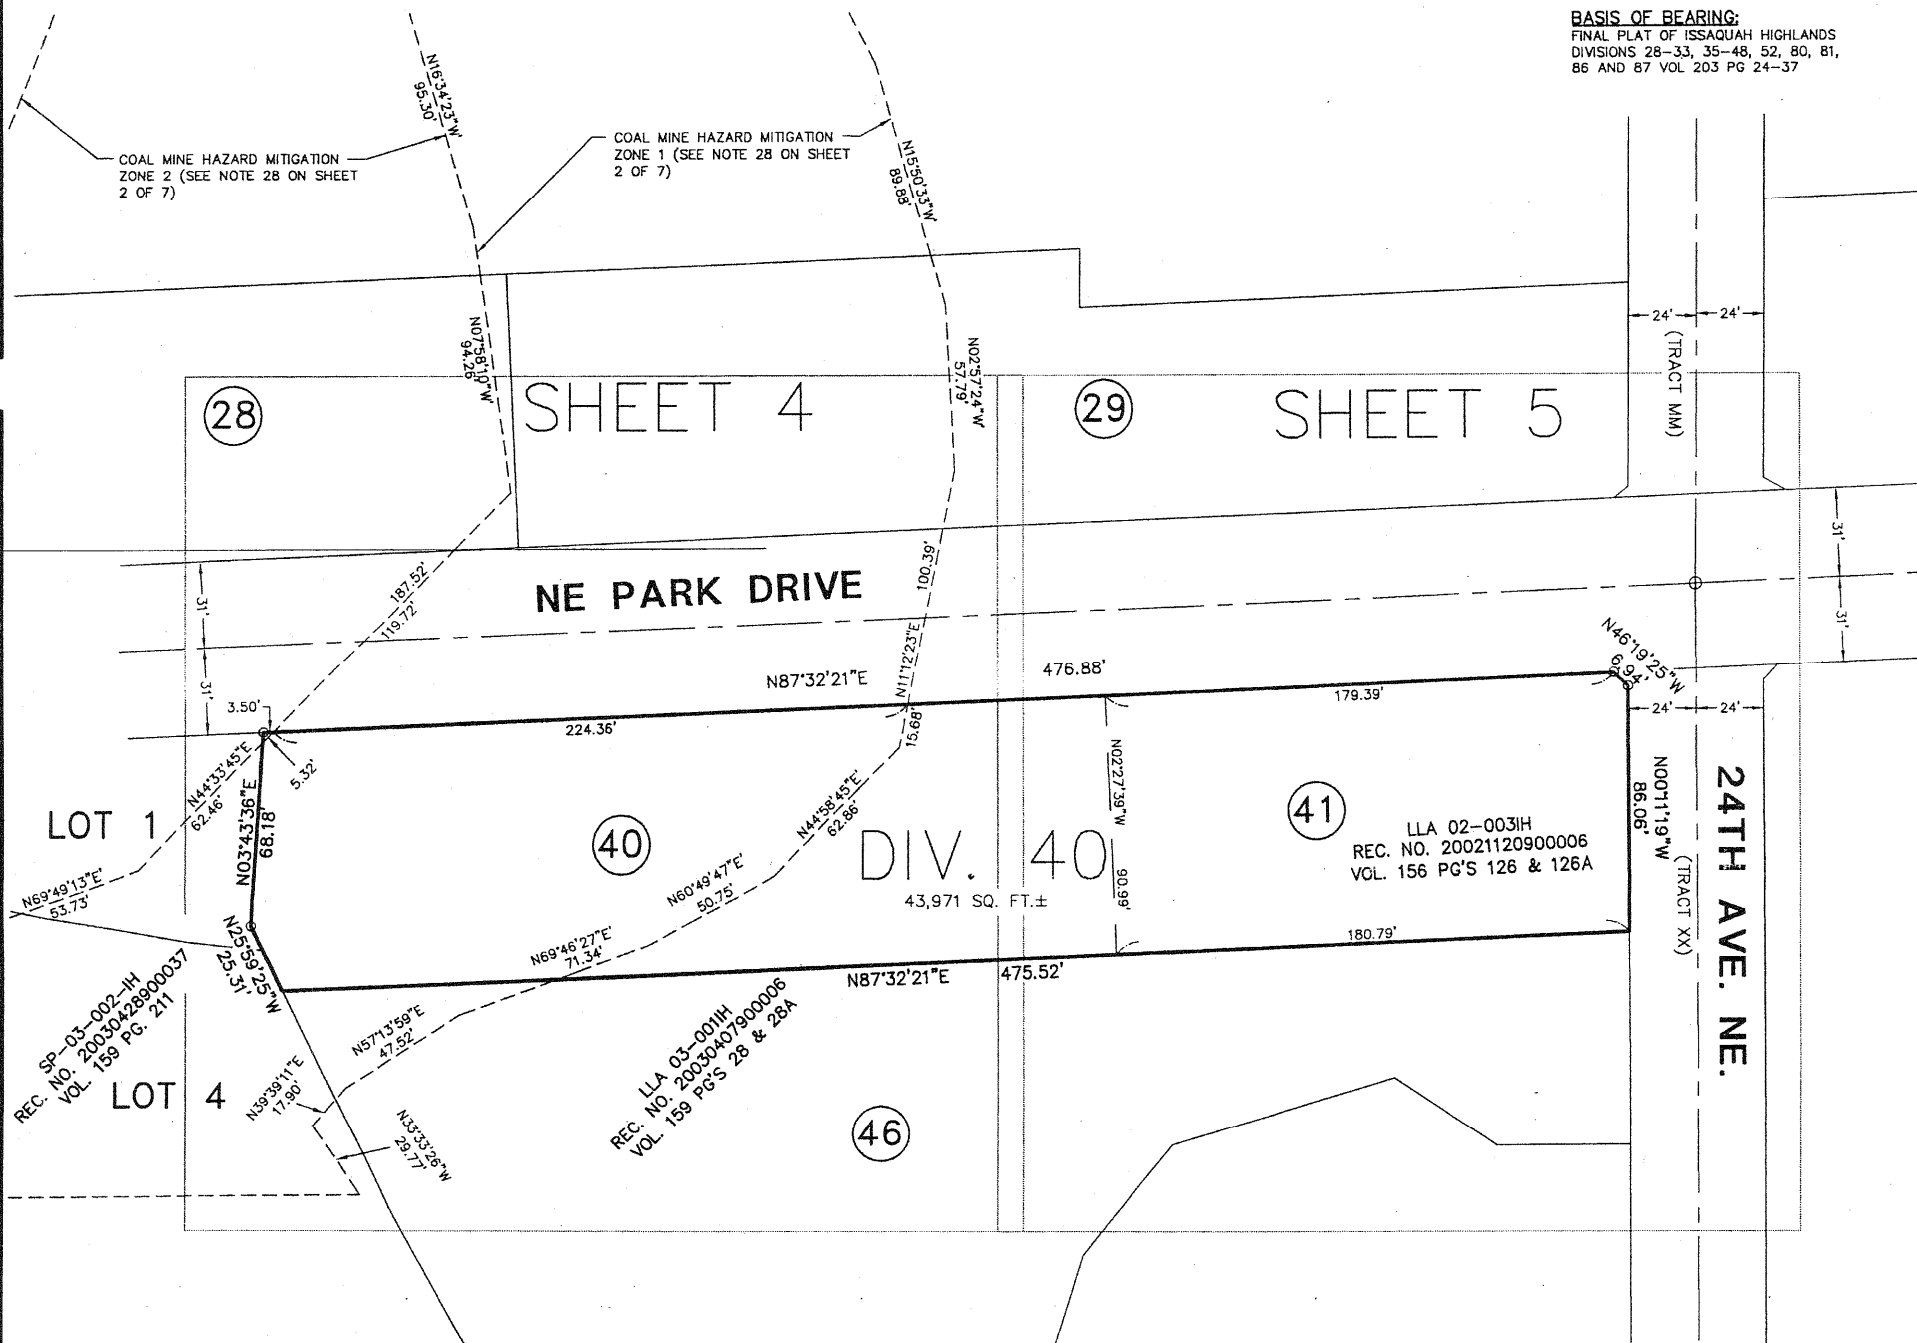 BASIS OF BEARING:
FINAL PLAT OF ISSAQUAH HIGHLANDS
DIVISIONS 28-33, 35-48, 52, 80, 81,
86 AND 87 VOL 203 PG 24-37
N16°34'23"W
95.30'
COAL MINE HAZARD MITIGATION
ZONE 2 (SEE NOTE 28 ON SHEET
2 OF 7)
COAL MINE HAZARD MITIGATION
ZONE 1 (SEE NOTE 28 ON SHEET
2 OF 7)
N15°50'33"W
89.88'
24'
24'
(TRACT MM)
N07°58'10"W
94.26'
N02°57'24"W
57.79'
28
SHEET 4
29
SHEET 5
31'
31'
187.52'
119.72'
NE PARK DRIVE
100.39'
N11°12'23"E
15.68'
31'
31'
N46°19'25"W
6.94'
N87°32'21"E
476.88'
179.39'
224.36'
3.50'
5.32'
24'
24'
N44°33'45"E
62.46'
N03°43'36"E
68.18'
LOT 1
N69°49'13"E
53.73'
40
N44°58'45"E
62.86'
DIV. 40
43,971 SQ. FT.±
N02°27'39"W
90.99'
41
LLA 02-003IH
REC. NO. 20021120900006
VOL. 156 PG'S 126 & 126A
N00°11'19"W
86.06'
(TRACT XX)
24TH AVE. NE.
N60°49'47"E
50.75'
N69°46'27"E
71.34'
180.79'
N87°32'21"E
475.52'
N25°59'25"W
25.31'
SP-03-002-IH
REC. NO. 20030428900037
VOL. 159 PG. 211
LOT 4
N57°13'59"E
47.52'
N39°39'11"E
17.90'
N33°33'26"W
29.77'
LLA 03-001IH
REC. NO. 20030407900006
VOL. 159 PG'S 28 & 28A
46